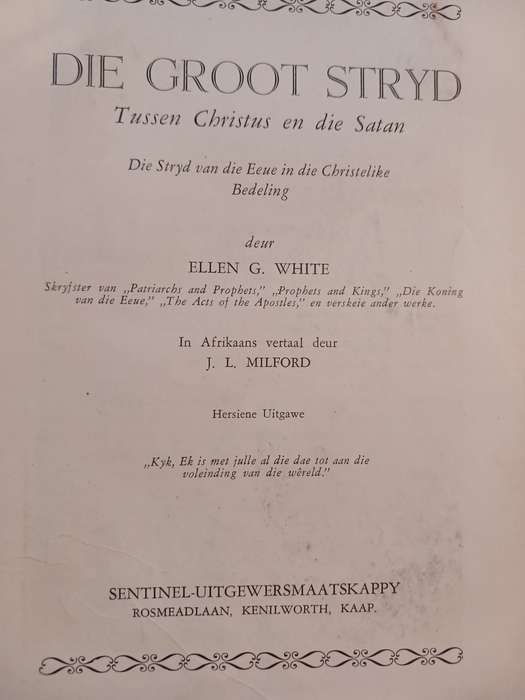 DIE GROOT STRYD
Tussen Christus en die Satan
Die Stryd van die Eeue in die Christelike
Bedeling
deur
ELLEN G. WHITE
Skryfster van „Patriarchs and Prophets,” „Prophets and Kings,” „Die Koning
van die Eeue,” „The Acts of the Apostles,” en verskeie ander werke.
In Afrikaans vertaal deur
J. L. MILFORD
Hersiene Uitgawe
„Kyk, Ek is met julle al die dae tot aan die
voleinding van die wêreld.”
SENTINEL-UITGEWERSMAATSKAPPY
ROSMEADLAAN, KENILWORTH, KAAP.